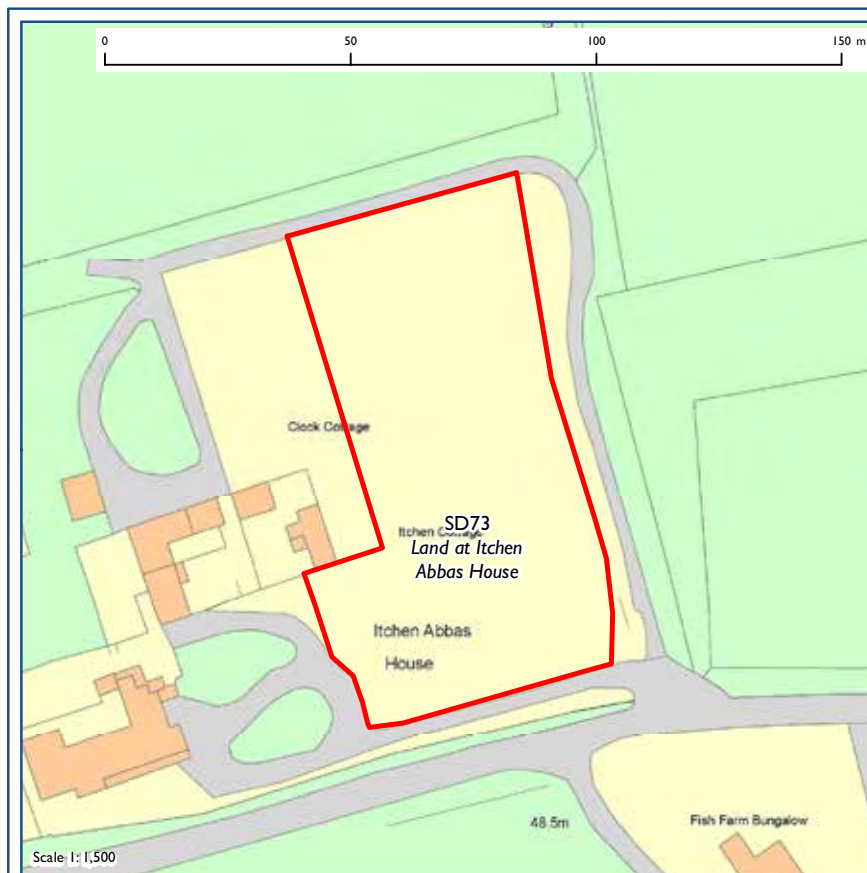 0 50 100 150 m
Clock Cottage
SD73
Itchen Cottage
Land at Itchen
Abbas House
Itchen Abbas
House
48.5m
Fish Farm Bungalow
Scale 1:1,500